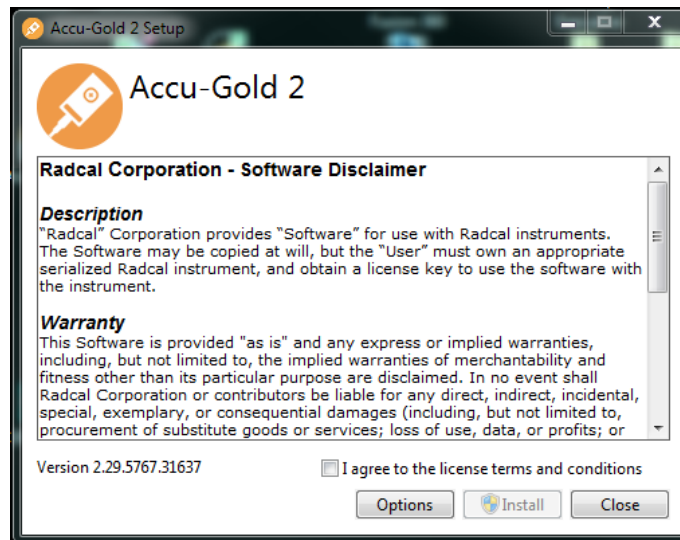 Accu-Gold 2 Setup
Accu-Gold 2
Radcal Corporation - Software Disclaimer
Description
"Radcal" Corporation provides "Software" for use with Radcal instruments.
The Software may be copied at will, but the "User" must own an appropriate
serialized Radcal instrument, and obtain a license key to use the software with
the instrument.
Warranty
This Software is provided "as is" and any express or implied warranties,
including, but not limited to, the implied warranties of merchantability and
fitness other than its particular purpose are disclaimed. In no event shall
Radcal Corporation or contributors be liable for any direct, indirect, incidental,
special, exemplary, or consequential damages (including, but not limited to,
procurement of substitute goods or services; loss of use, data, or profits; or
Version 2.29.5767.31637
I agree to the license terms and conditions
Options
Install
Close